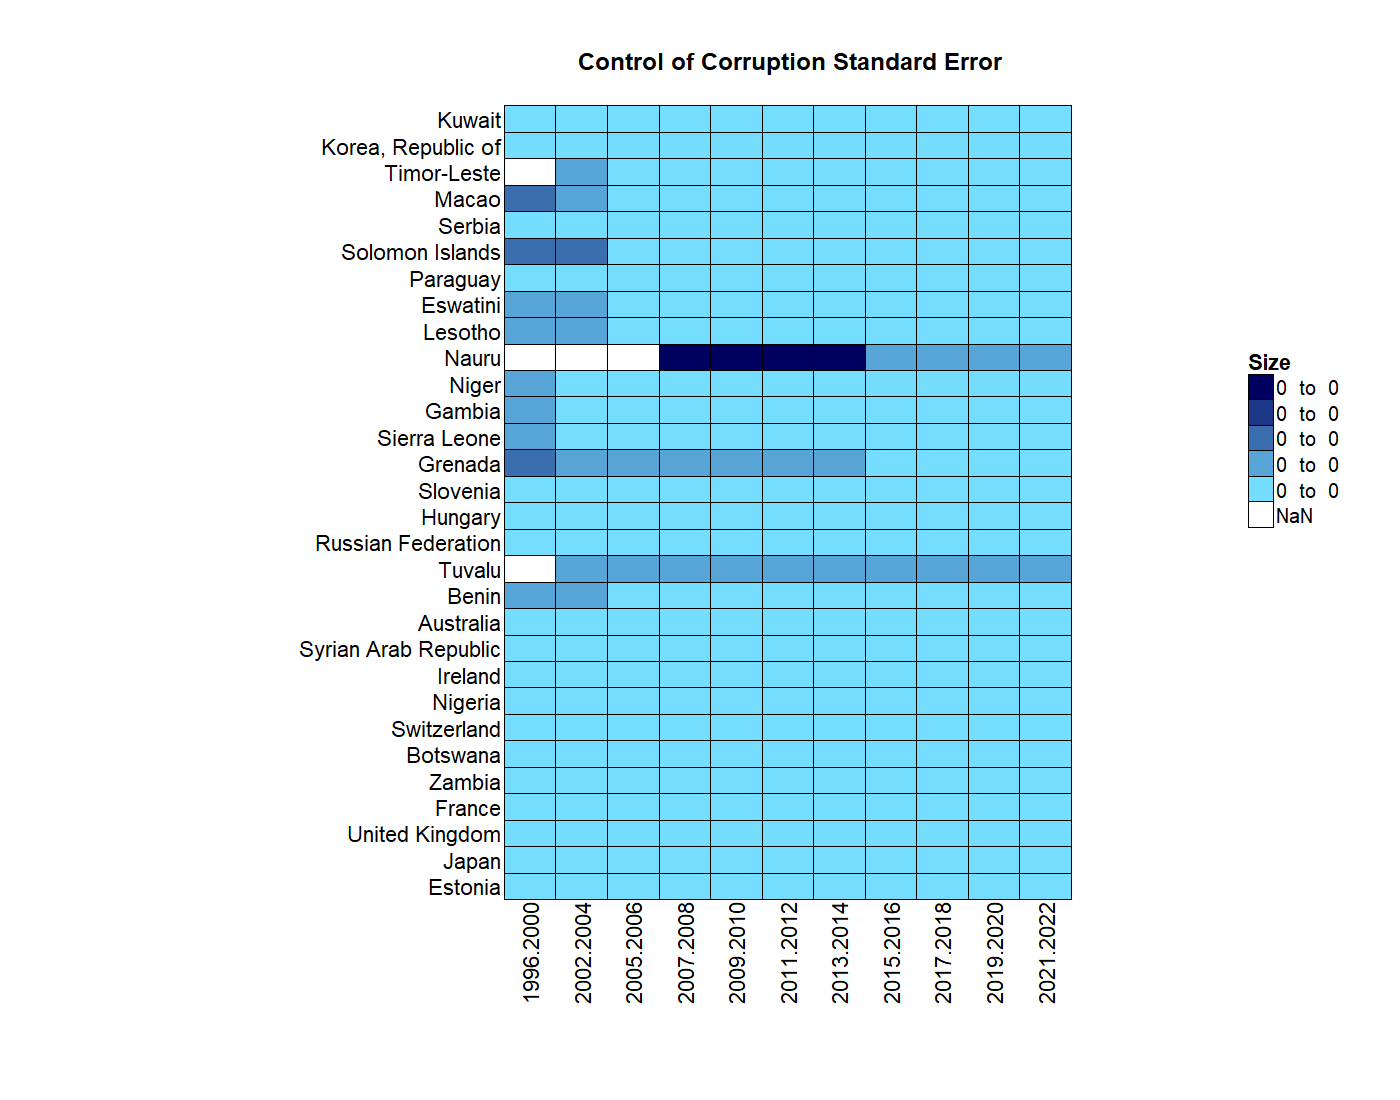 Control of Corruption Standard Error
Kuwait
Korea, Republic of
Timor-Leste
Macao
Serbia
Solomon Islands
Paraguay
Eswatini
Lesotho
Nauru
Niger
Gambia
Sierra Leone
Grenada
Slovenia
Hungary
Russian Federation
Tuvalu
Benin
Australia
Syrian Arab Republic
Ireland
Nigeria
Switzerland
Botswana
Zambia
France
United Kingdom
Japan
Estonia
1996.2000
2002.2004
2005.2006
2007.2008
2009.2010
2011.2012
2013.2014
2015.2016
2017.2018
2019.2020
2021.2022
Size
0 to 0
0 to 0
0 to 0
0 to 0
0 to 0
NaN